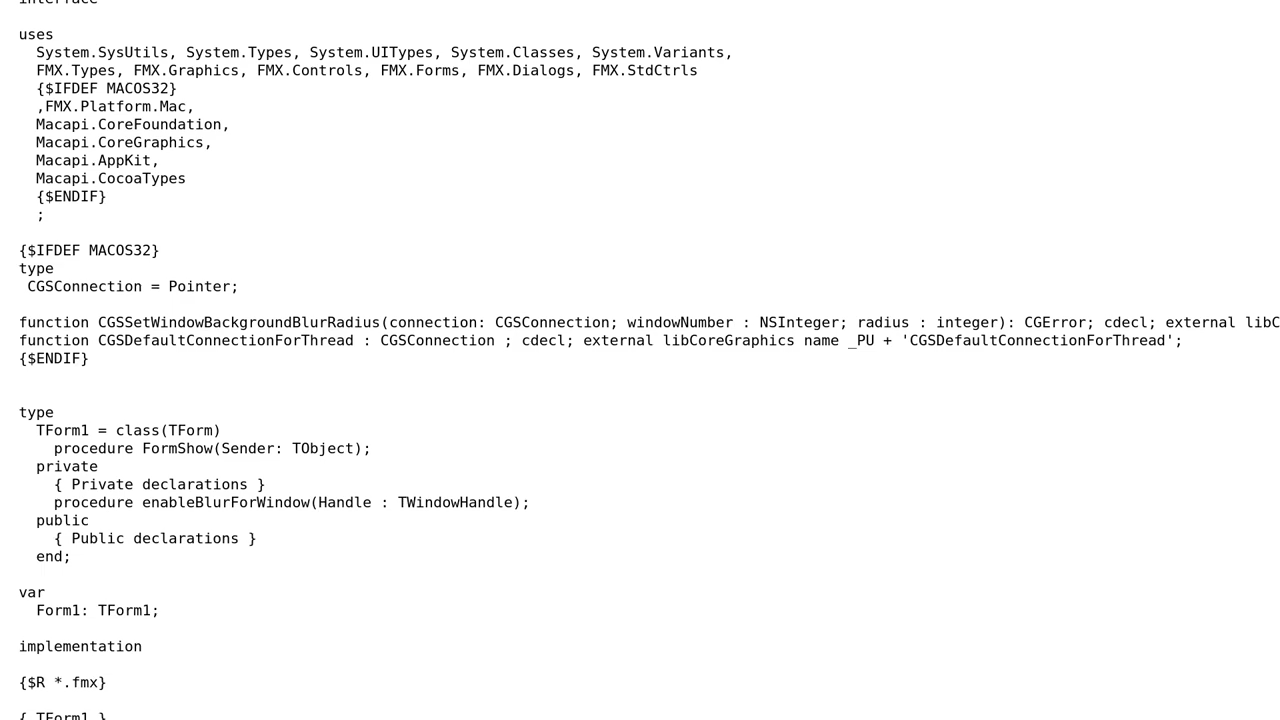 interface
uses
System.SysUtils, System.Types, System.UITypes, System.Classes, System.Variants,
FMX.Types, FMX.Graphics, FMX.Controls, FMX.Forms, FMX.Dialogs, FMX.StdCtrls
{$IFDEF MACOS32}
,FMX.Platform.Mac,
Macapi.CoreFoundation,
Macapi.CoreGraphics,
Macapi.AppKit,
Macapi.CocoaTypes
{$ENDIF}
;
{$IFDEF MACOS32}
type
CGSConnection = Pointer;
function CGSSetWindowBackgroundBlurRadius(connection: CGSConnection; windowNumber : NSInteger; radius : integer): CGError; cdecl; external libC
function CGSDefaultConnectionForThread : CGSConnection ; cdecl; external libCoreGraphics name _PU + 'CGSDefaultConnectionForThread';
{$ENDIF}
type
TForm1 = class(TForm)
procedure FormShow(Sender: TObject);
private
{ Private declarations }
procedure enableBlurForWindow(Handle : TWindowHandle);
public
{ Public declarations }
end;
var
Form1: TForm1;
implementation
{$R *.fmx}
{ TForm1 }